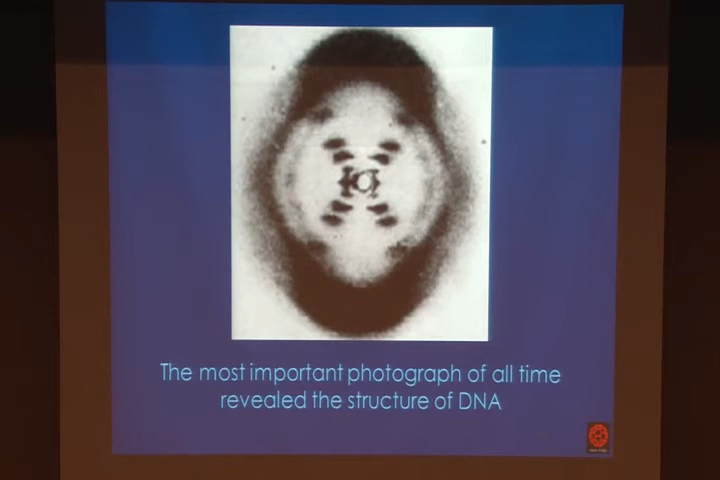 The most important photograph of all time
revealed the structure of DNA